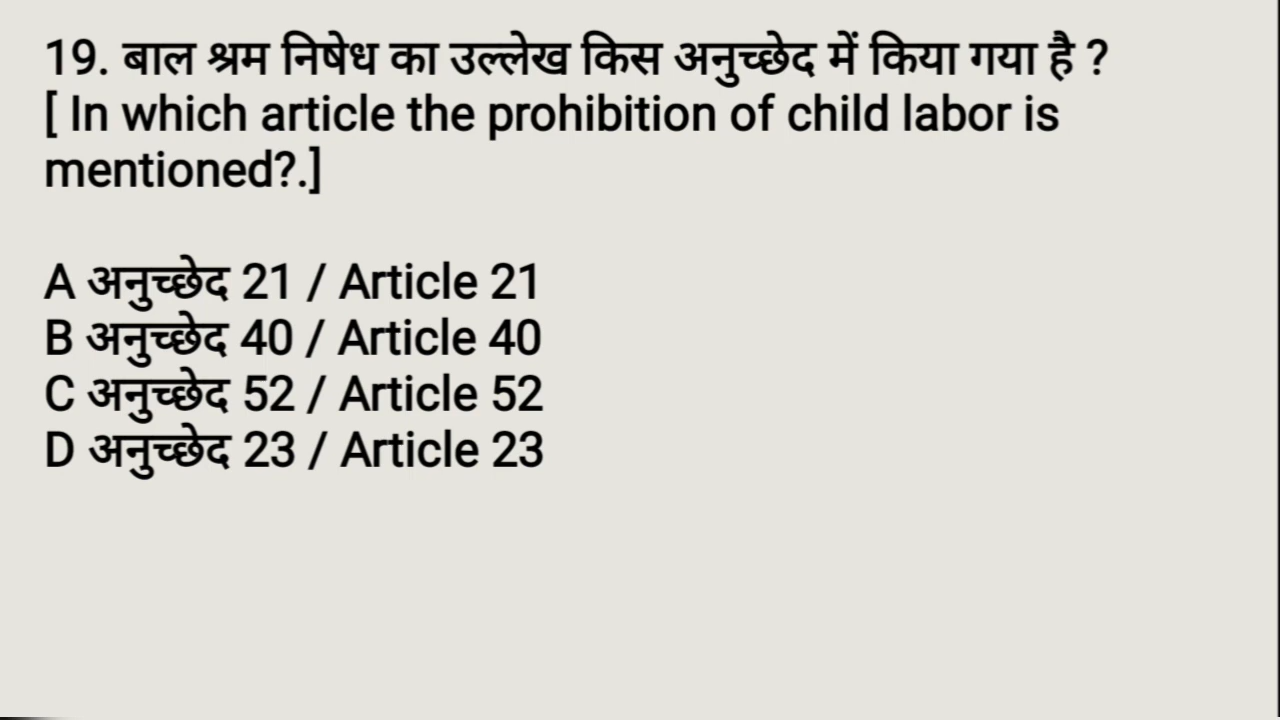 19. बाल श्रम निषेध का उल्लेख किस अनुच्छेद में किया गया है ?
[ In which article the prohibition of child labor is
mentioned?.]
A अनुच्छेद 21 / Article 21
B अनुच्छेद 40 / Article 40
C अनुच्छेद 52 / Article 52
D अनुच्छेद 23 / Article 23